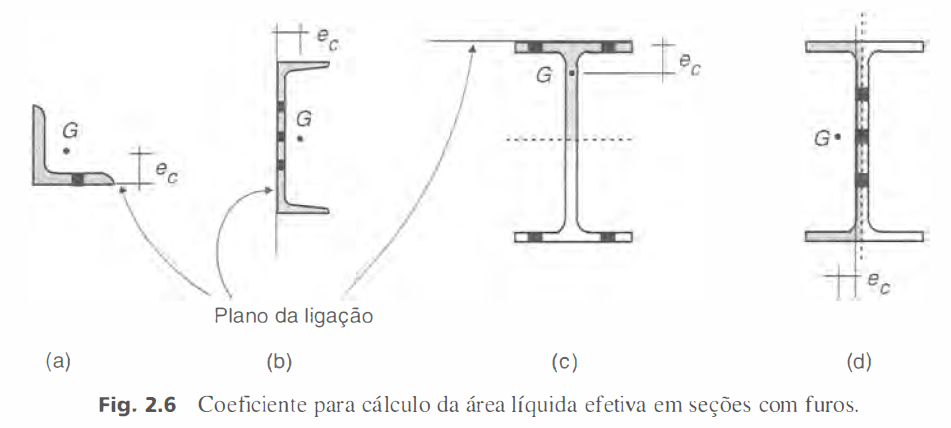 e_c
e_c
G
G
G
G
e_c
e_c
Plano da ligação
(a) (b) (c) (d)
Fig. 2.6 Coeficiente para cálculo da área líquida efetiva em seções com furos.